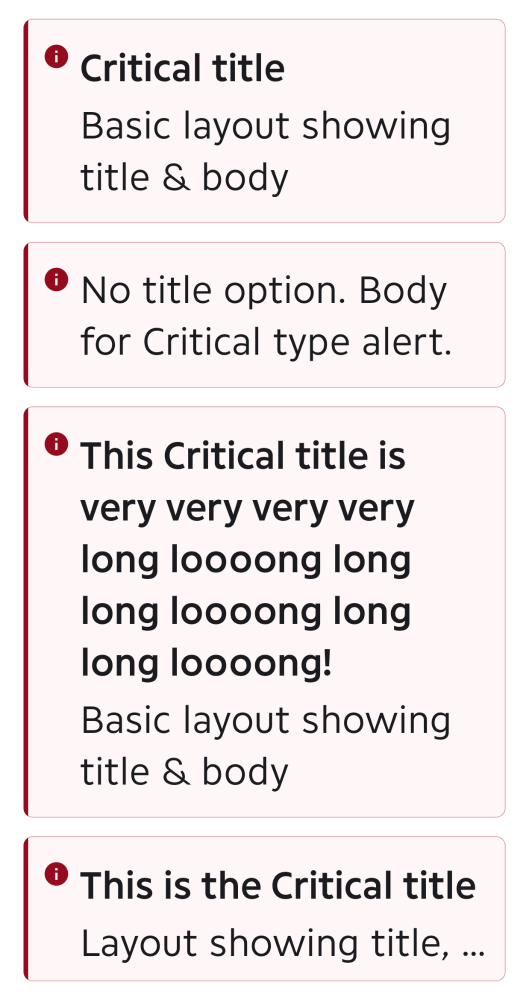 Critical title
Basic layout showing
title & body
No title option. Body
for Critical type alert.
This Critical title is
very very very very
long loooong long
long loooong long
long loooong!
Basic layout showing
title & body
This is the Critical title
Layout showing title, ...